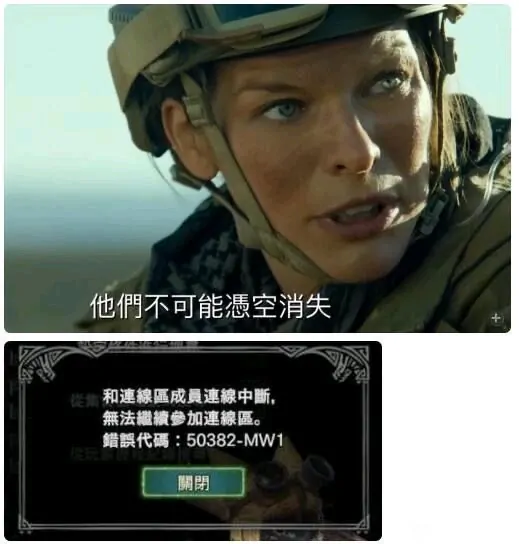 他們不可能憑空消失
和連線區成員連線中斷,
無法繼續參加連線區。
錯誤代碼：50382-MW1
關閉